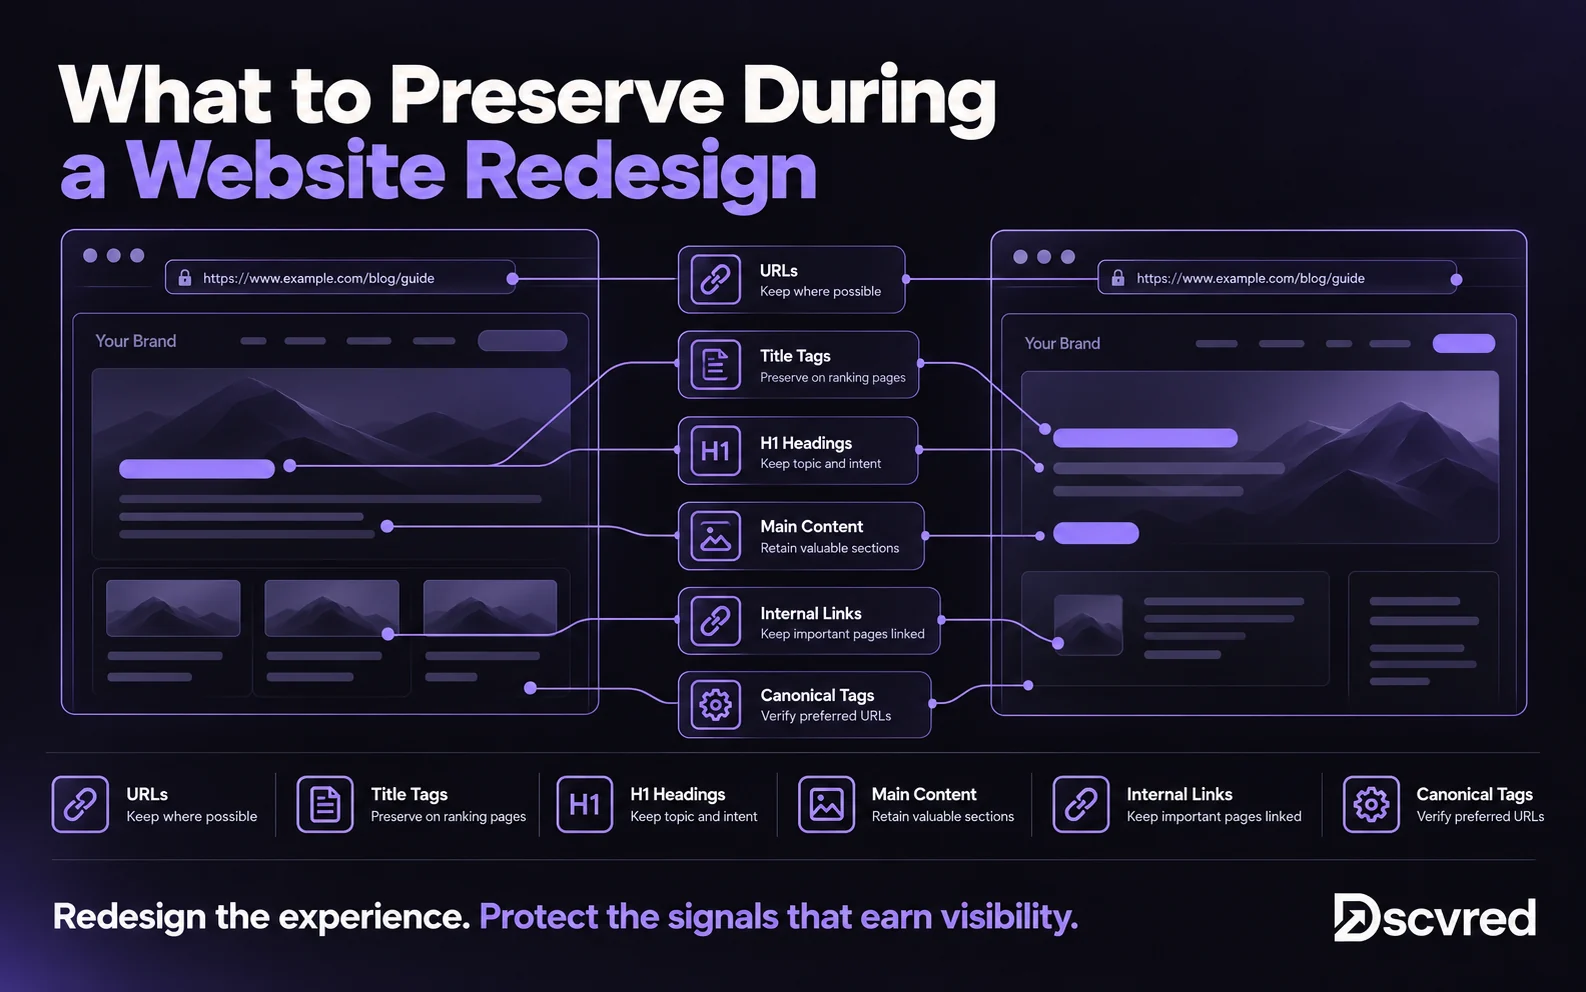 What to Preserve During
a Website Redesign
https://www.example.com/blog/guide
Your Brand
URLs
Keep where possible
Title Tags
Preserve on ranking pages
H1
H1 Headings
Keep topic and intent
Main Content
Retain valuable sections
Internal Links
Keep important pages linked
Canonical Tags
Verify preferred URLs
https://www.example.com/blog/guide
Your Brand
URLs
Keep where possible
Title Tags
Preserve on ranking pages
H1
H1 Headings
Keep topic and intent
Main Content
Retain valuable sections
Internal Links
Keep important pages linked
Canonical Tags
Verify preferred URLs
Redesign the experience. Protect the signals that earn visibility.
Dscvred